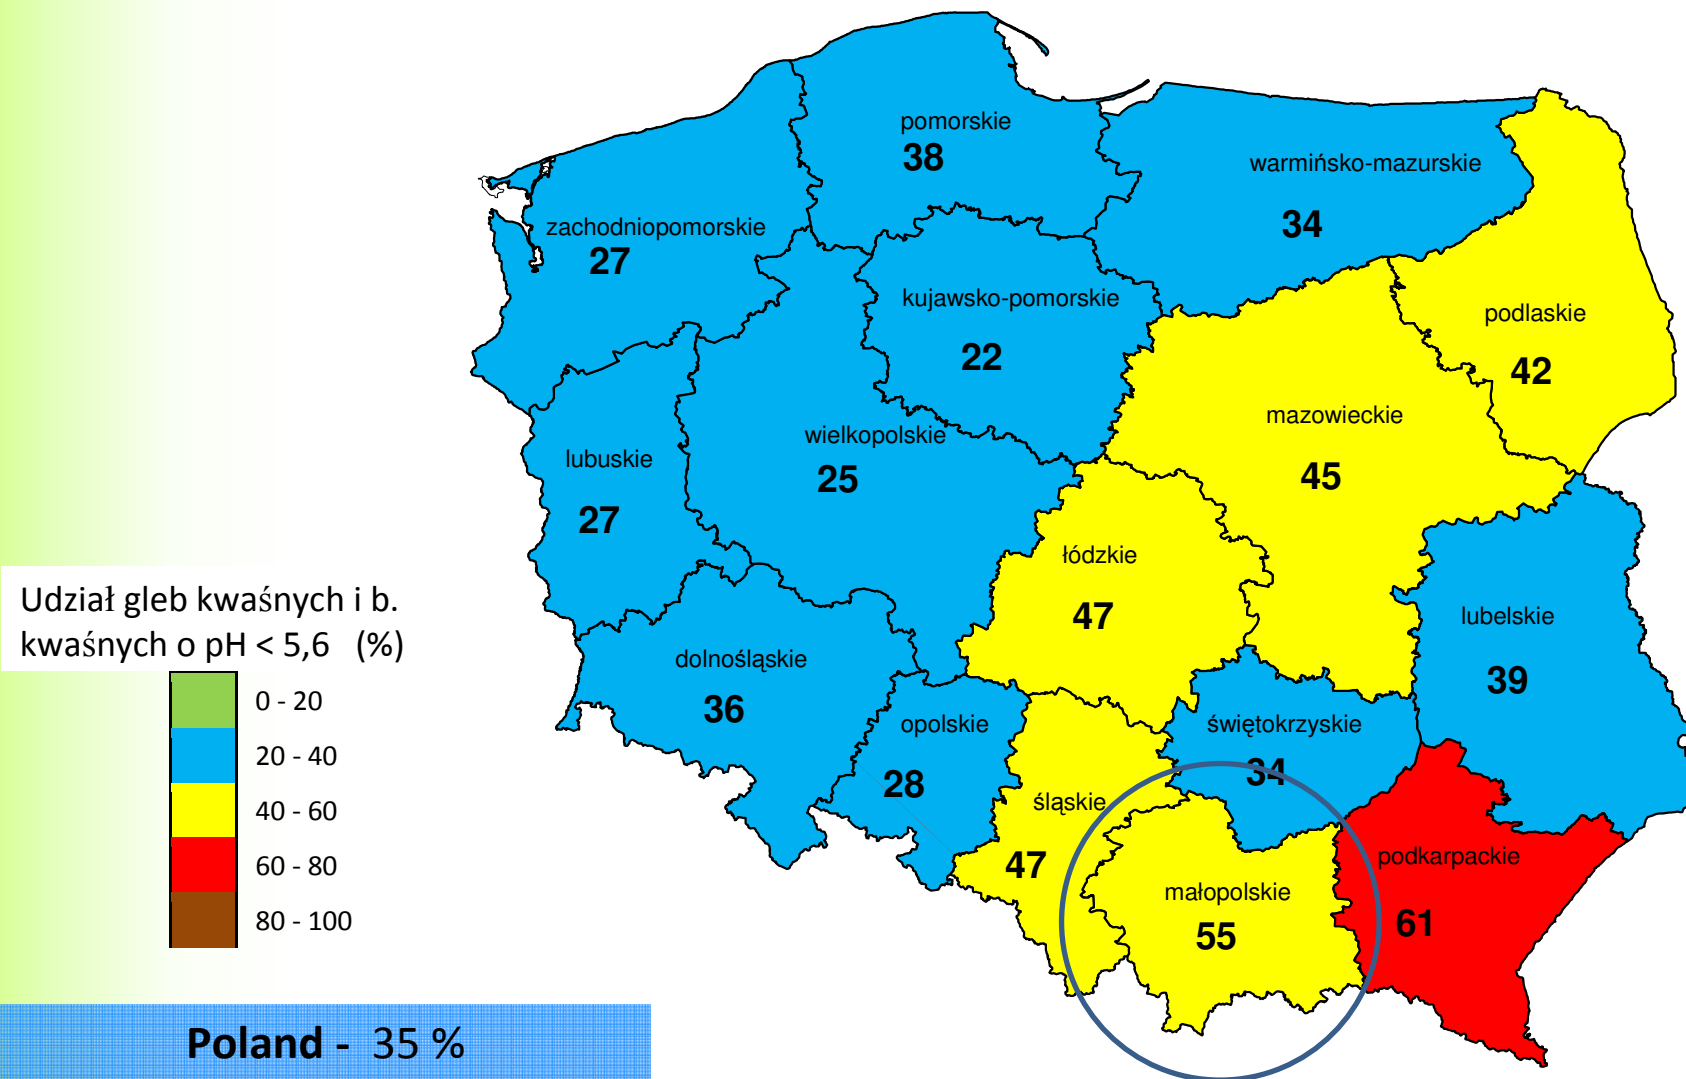 pomorskie
38
warmińsko-mazurskie
34
zachodniopomorskie
27
kujawsko-pomorskie
22
podlaskie
42
mazowieckie
45
wielkopolskie
25
lubuskie
27
łódzkie
47
lubelskie
39
dolnośląskie
36
opolskie
28
świętokrzyskie
34
śląskie
47
małopolskie
55
podkarpackie
61
Udział gleb kwaśnych i b.
kwaśnych o pH < 5,6 (%)
0 - 20
20 - 40
40 - 60
60 - 80
80 - 100
Poland - 35 %